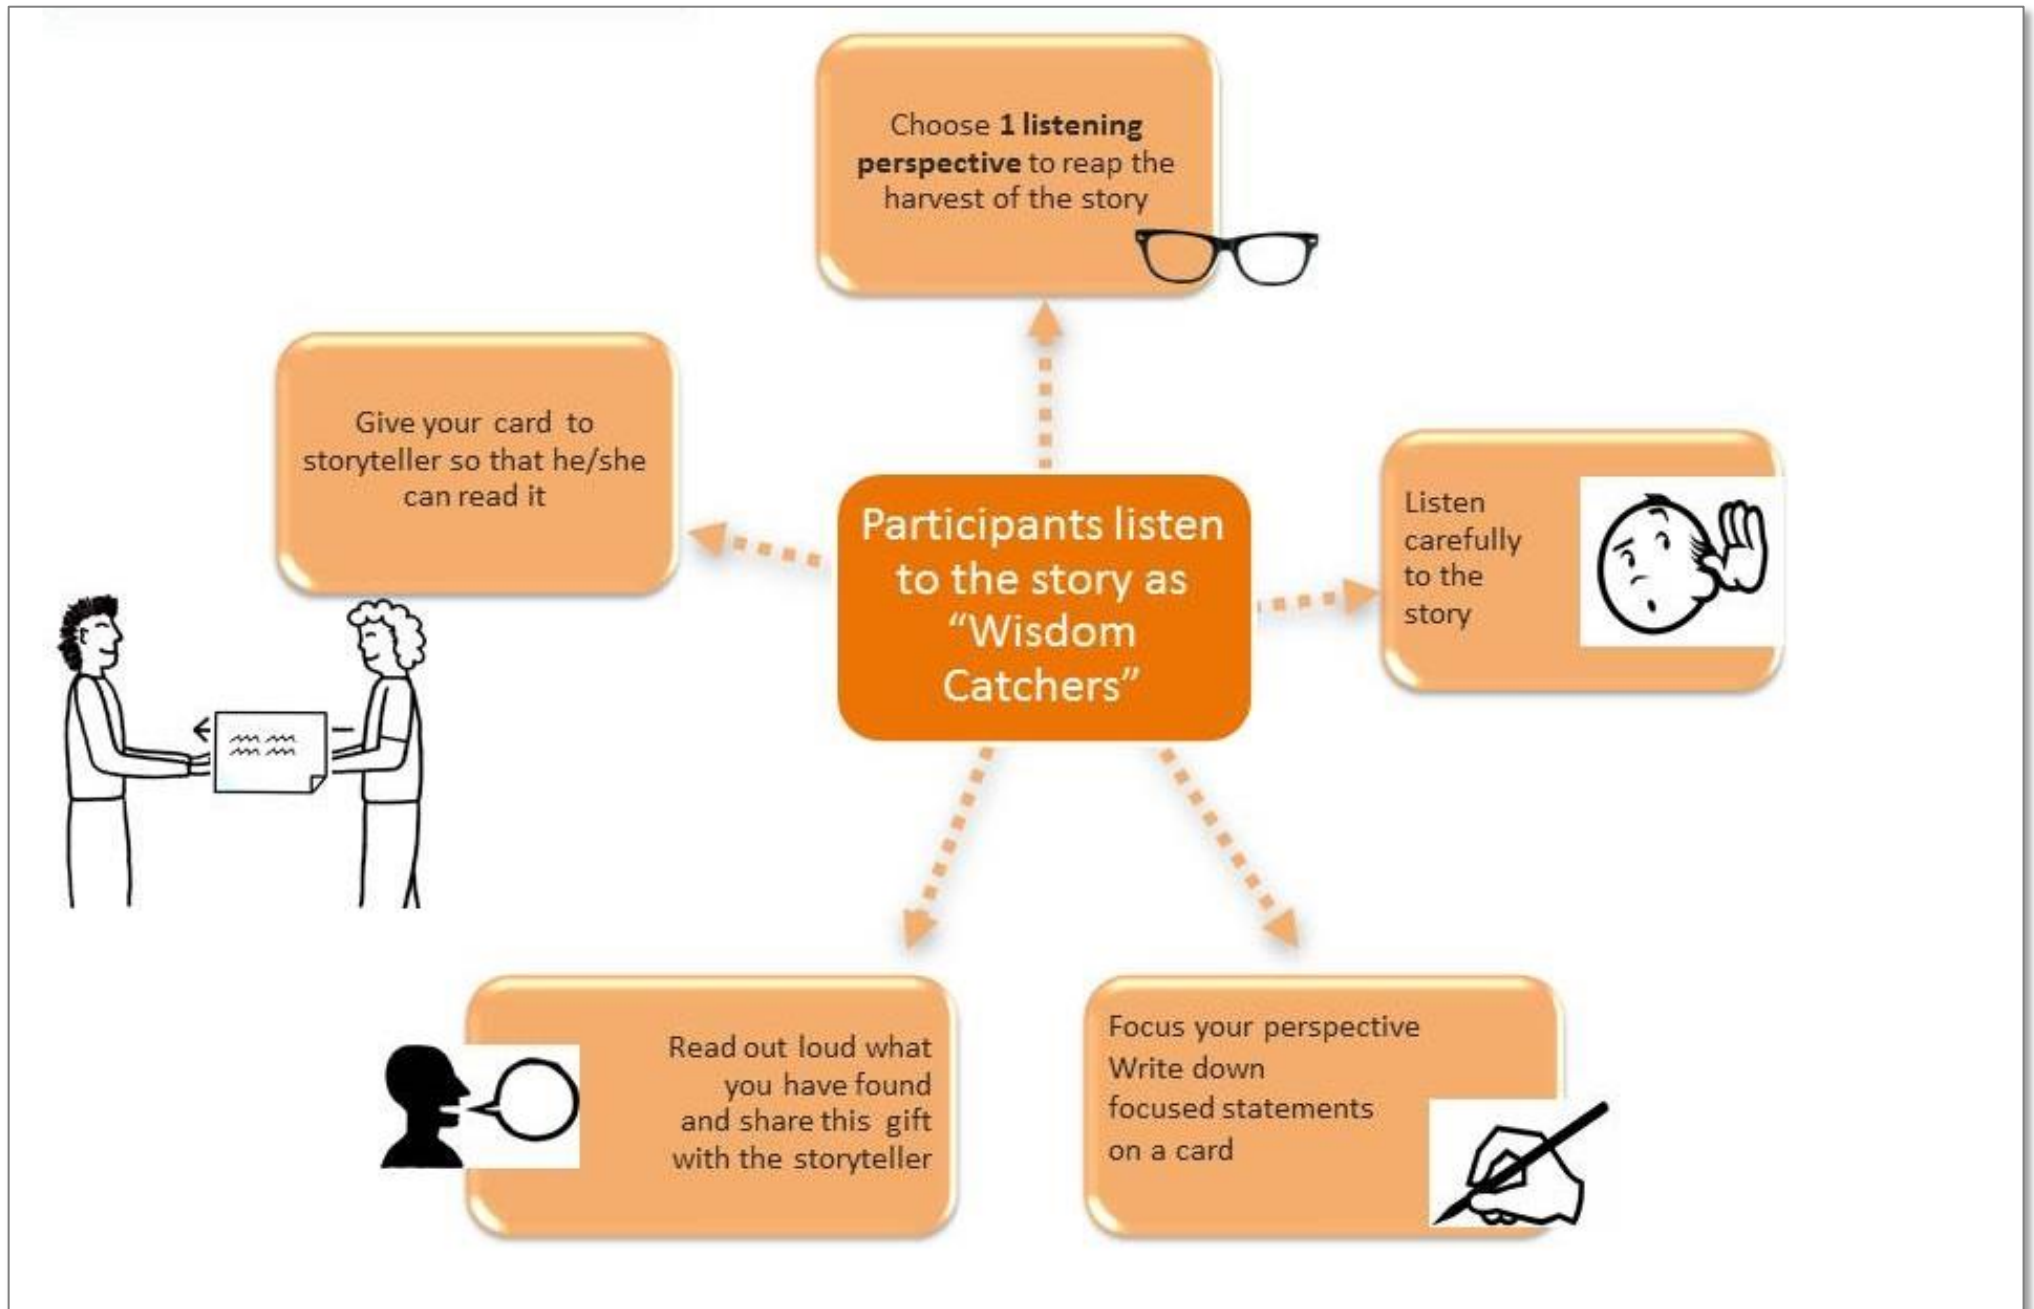 Choose 1 listening
perspective to reap the
harvest of the story
Give your card to
storyteller so that he/she
can read it
Participants listen
to the story as
“Wisdom
Catchers”
Listen
carefully
to the
story
Read out loud what
you have found
and share this gift
with the storyteller
Focus your perspective
Write down
focused statements
on a card